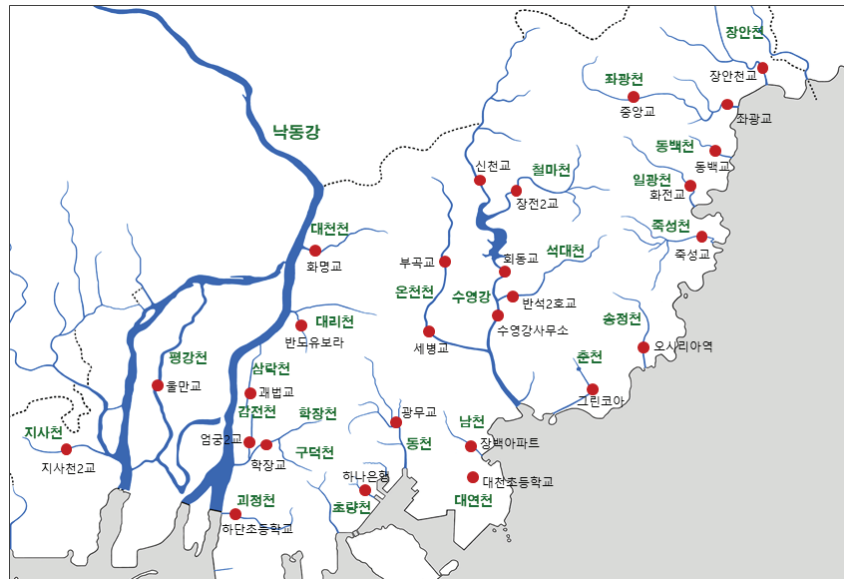 장안천
장안천교
좌광천
중앙교
좌광교
낙동강
동백천
동백교
신천교
철마천
장전2교
일광천
화전교
대천천
화명교
죽성천
죽성교
부곡교
회동교
석대천
온천천
수영강
반석2호교
수영강사무소
대리천
반도유보라
세병교
송정천
오시리아역
평강천
울만교
삼락천
괘법교
춘천
그린코아
감전천
학장천
광무교
남천
지사천
지사천2교
엄궁2교
학장교
구덕천
동천
장백아파트
하나은행
대천초등학교
괴정천
하단초등학교
초량천
대연천